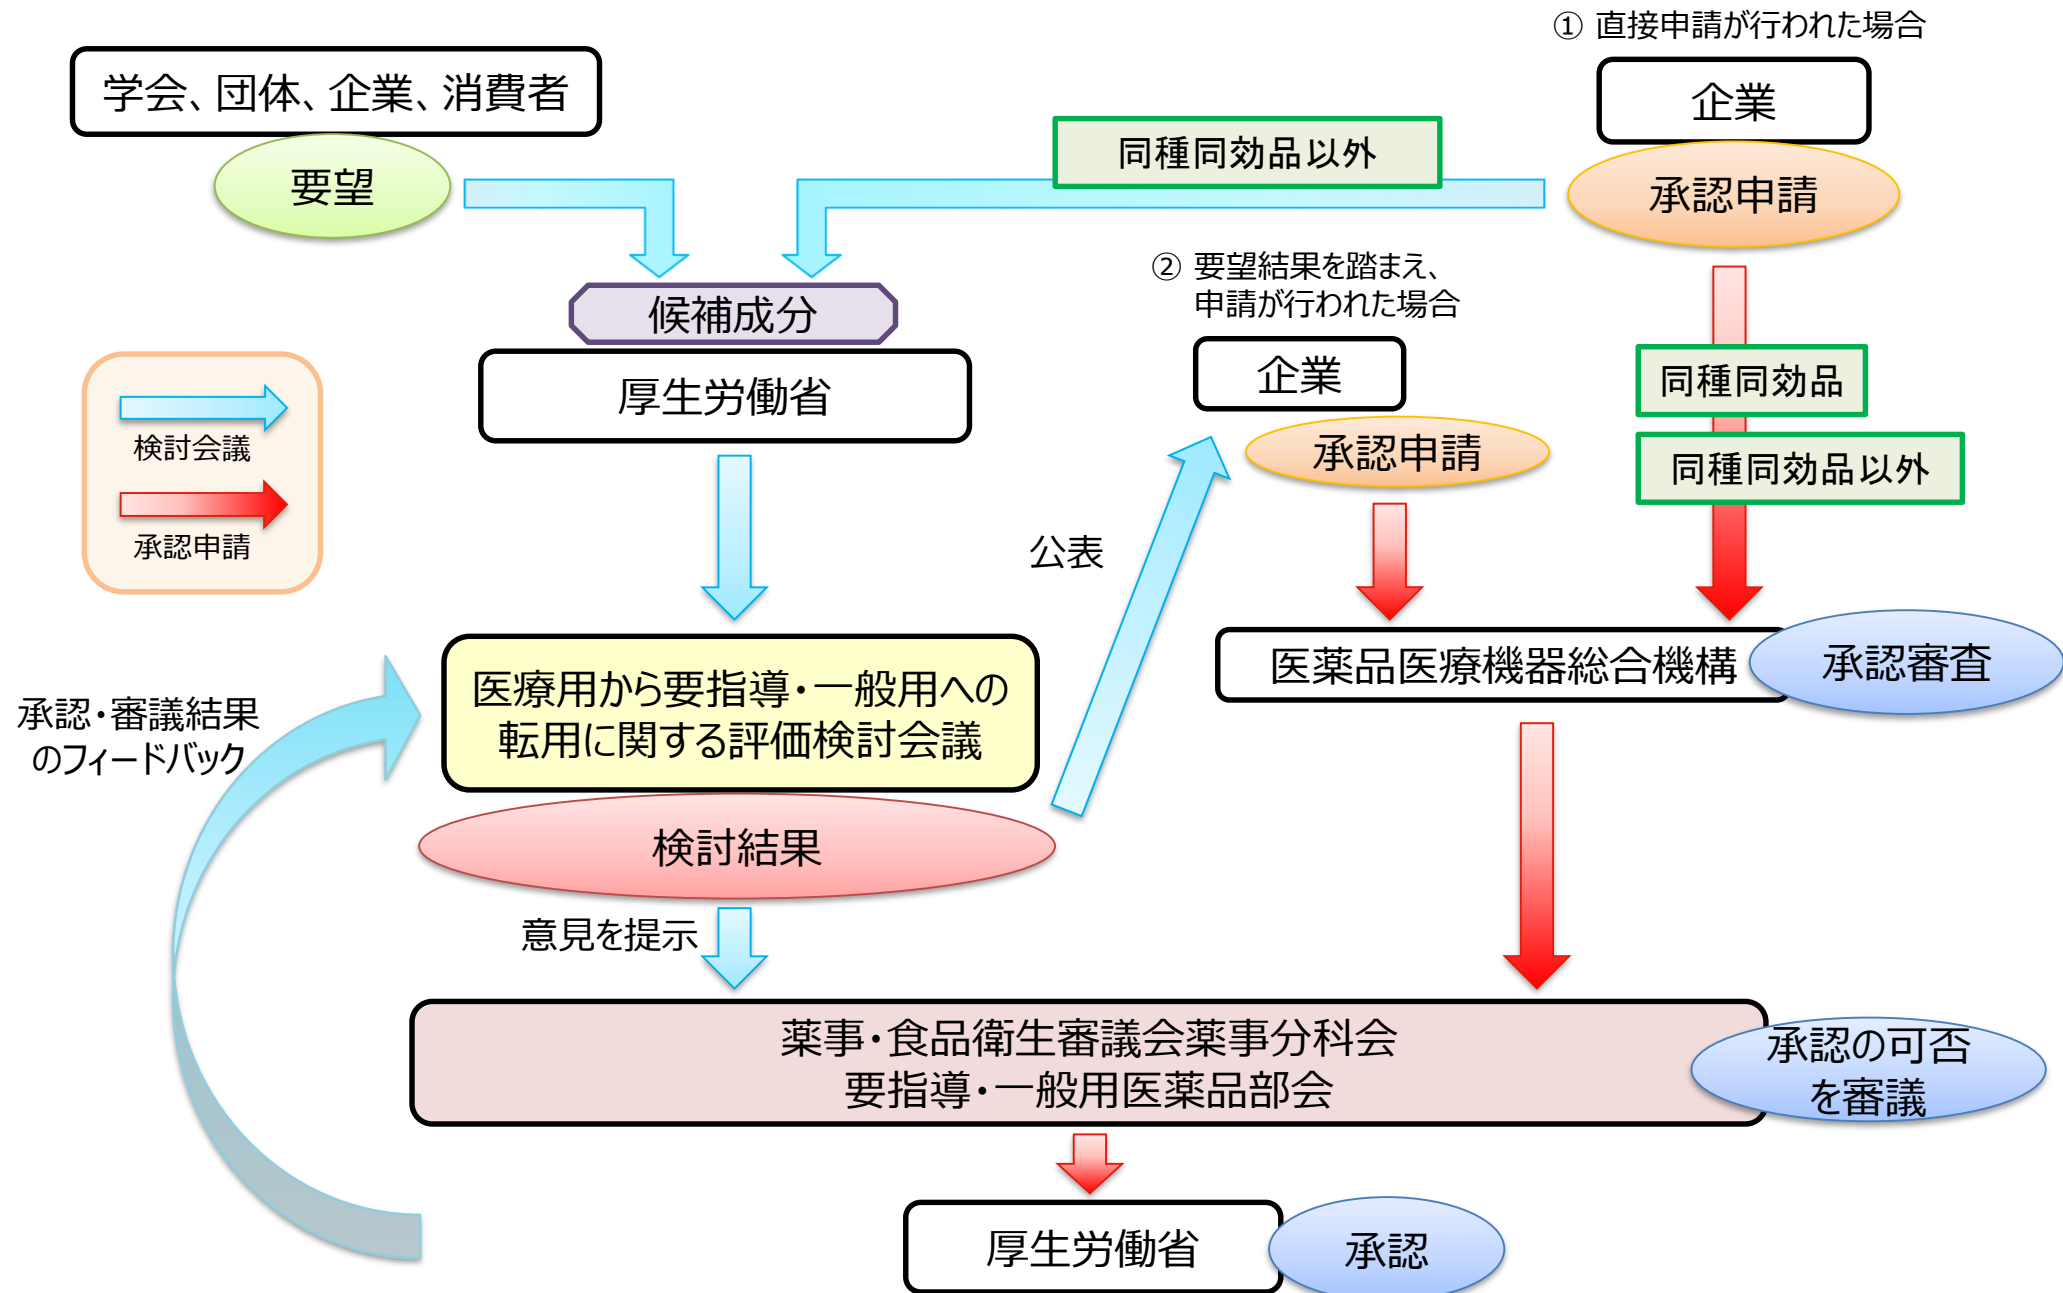 ① 直接申請が行われた場合
学会、団体、企業、消費者
企業
要望
同種同効品以外
承認申請
候補成分
② 要望結果を踏まえ、
申請が行われた場合
厚生労働省
企業
同種同効品
検討会議
承認申請
同種同効品以外
承認申請
公表
医療用から要指導・一般用への
転用に関する評価検討会議
医薬品医療機器総合機構
承認審査
承認・審議結果
のフィードバック
検討結果
意見を提示
薬事・食品衛生審議会薬事分科会
要指導・一般用医薬品部会
承認の可否
を審議
厚生労働省
承認